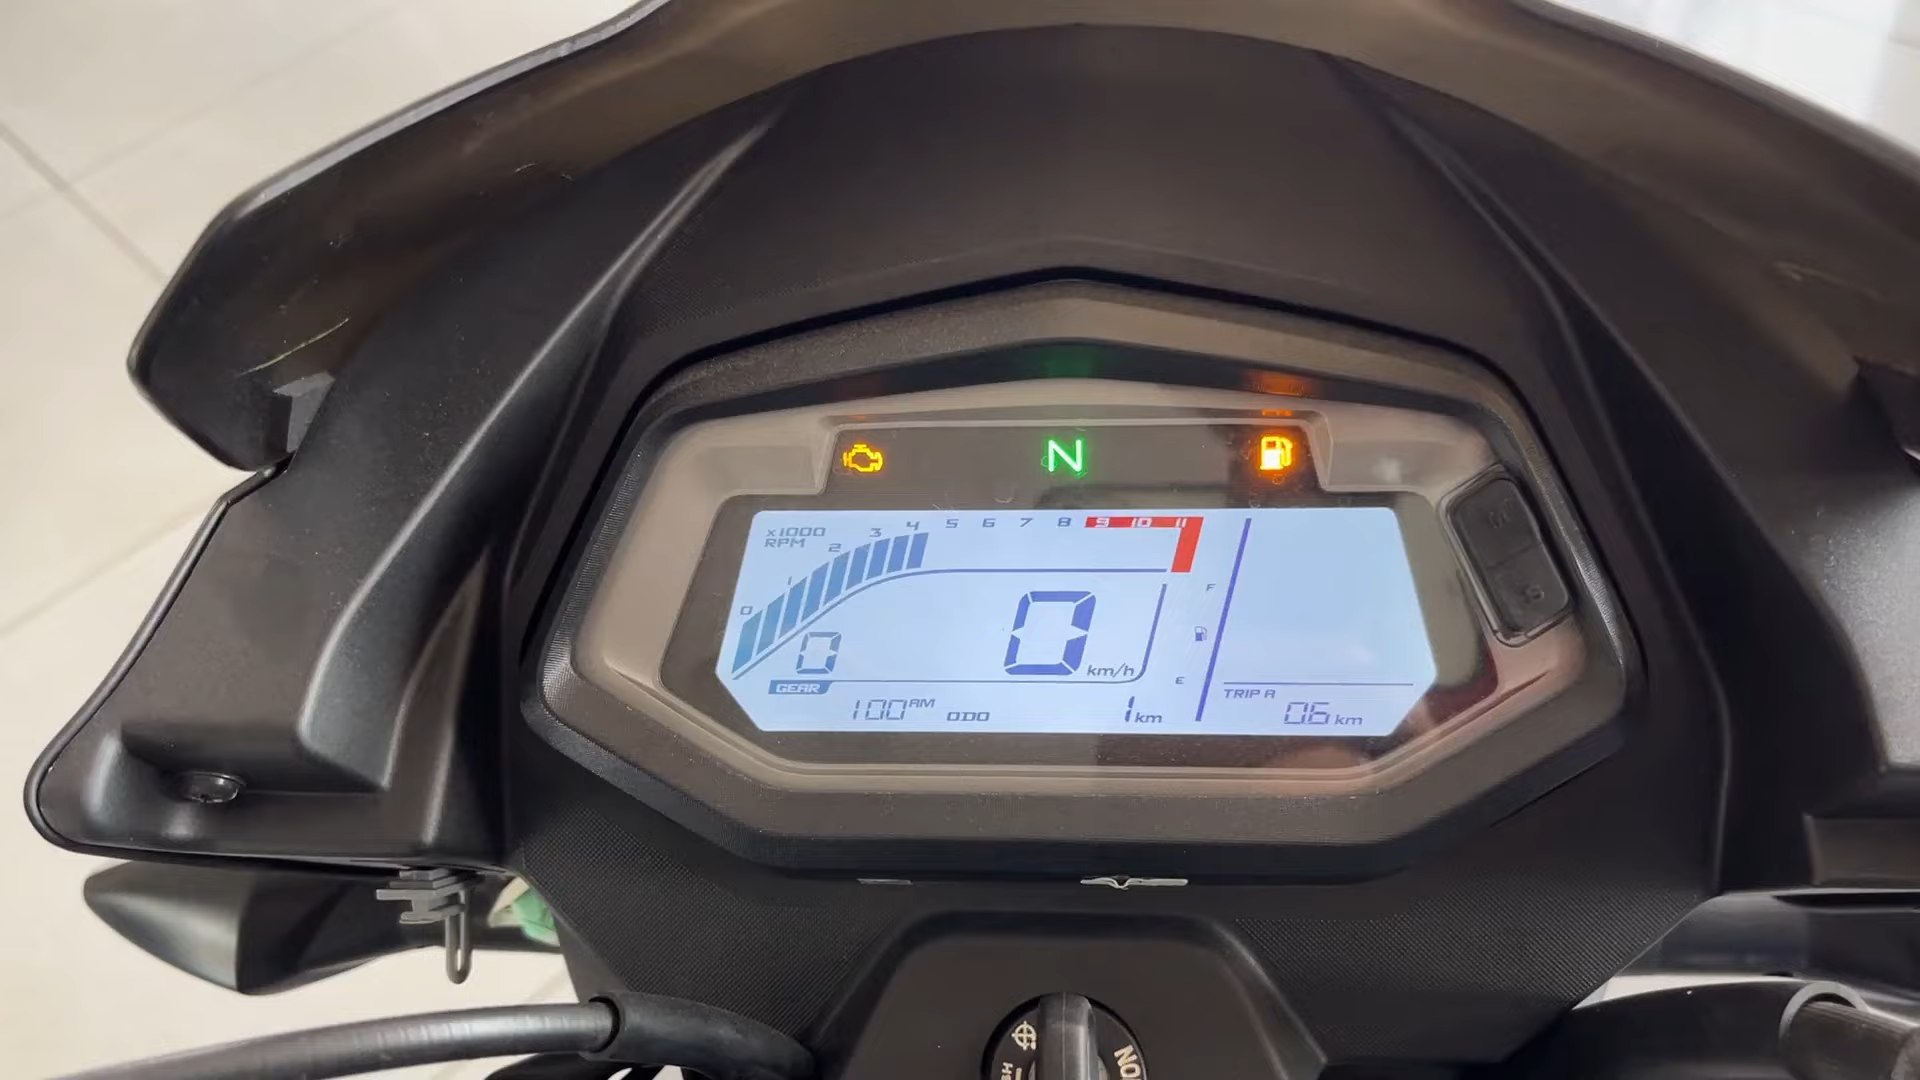 N
x1000
RPM
0 1 2 3 4 5 6 7 8 9 10 11
0
GEAR
0 km/h
F
E
100 AM ODO 1 km
TRIP A
06 km